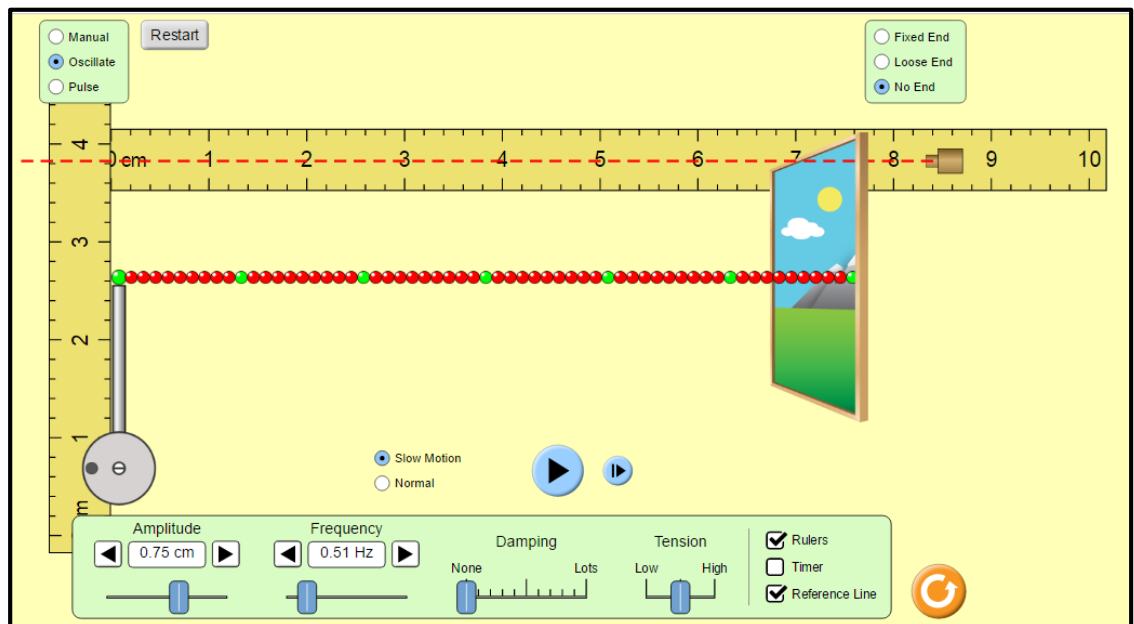 Manual
Restart
Oscillate
Pulse
Fixed End
Loose End
No End
4
3
2
1
0 cm 1 2 3 4 5 6 7 8 9 10
Slow Motion
Normal
Amplitude
0.75 cm
Frequency
0.51 Hz
Damping
None Lots
Tension
Low High
Rulers
Timer
Reference Line